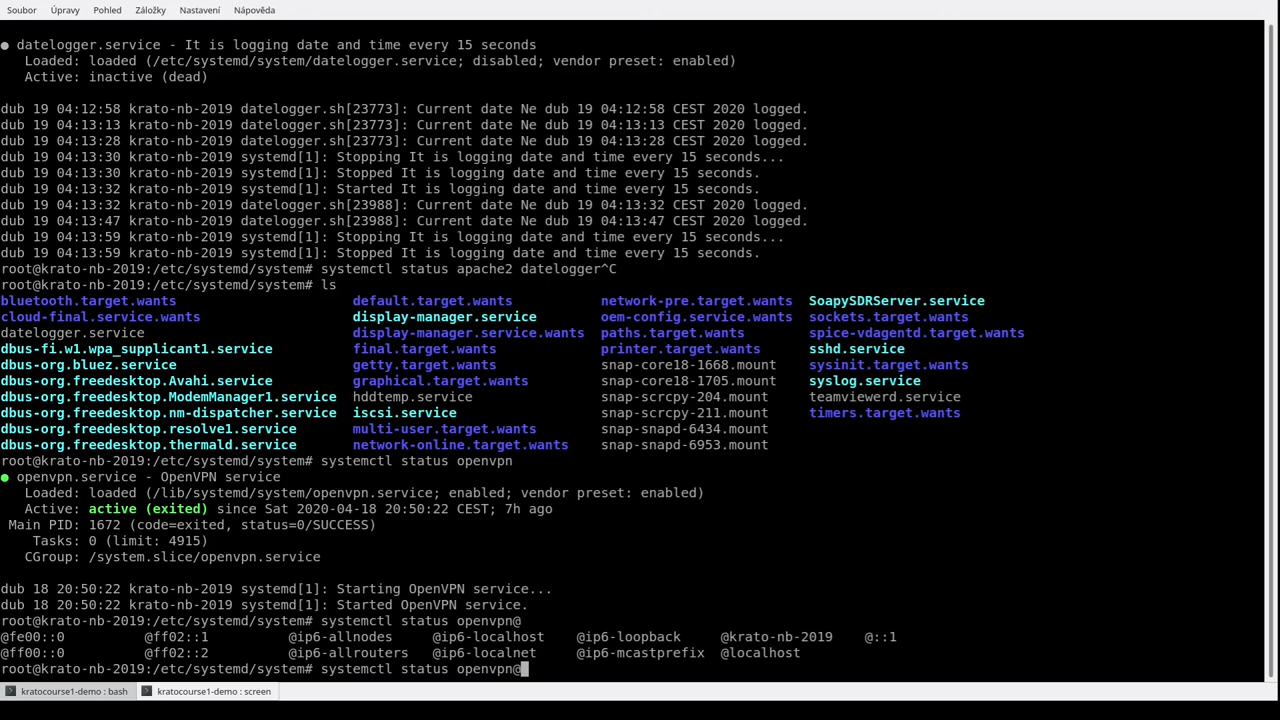 Soubor Úpravy Pohled Záložky Nastavení Nápověda
● datelogger.service - It is logging date and time every 15 seconds
Loaded: loaded (/etc/systemd/system/datelogger.service; disabled; vendor preset: enabled)
Active: inactive (dead)
dub 19 04:12:58 krato-nb-2019 datelogger.sh[23773]: Current date Ne dub 19 04:12:58 CEST 2020 logged.
dub 19 04:13:13 krato-nb-2019 datelogger.sh[23773]: Current date Ne dub 19 04:13:13 CEST 2020 logged.
dub 19 04:13:28 krato-nb-2019 datelogger.sh[23773]: Current date Ne dub 19 04:13:28 CEST 2020 logged.
dub 19 04:13:30 krato-nb-2019 systemd[1]: Stopping It is logging date and time every 15 seconds...
dub 19 04:13:30 krato-nb-2019 systemd[1]: Stopped It is logging date and time every 15 seconds.
dub 19 04:13:32 krato-nb-2019 systemd[1]: Started It is logging date and time every 15 seconds.
dub 19 04:13:32 krato-nb-2019 datelogger.sh[23988]: Current date Ne dub 19 04:13:32 CEST 2020 logged.
dub 19 04:13:47 krato-nb-2019 datelogger.sh[23988]: Current date Ne dub 19 04:13:47 CEST 2020 logged.
dub 19 04:13:59 krato-nb-2019 systemd[1]: Stopping It is logging date and time every 15 seconds...
dub 19 04:13:59 krato-nb-2019 systemd[1]: Stopped It is logging date and time every 15 seconds.
root@krato-nb-2019:/etc/systemd/system# systemctl status apache2 datelogger^C
root@krato-nb-2019:/etc/systemd/system# ls
bluetooth.target.wants default.target.wants network-pre.target.wants SoapySDRServer.service
cloud-final.service.wants display-manager.service oem-config.service.wants sockets.target.wants
datelogger.service display-manager.service.wants paths.target.wants spice-vdagentd.target.wants
dbus-fi.w1.wpa_supplicant1.service final.target.wants printer.target.wants sshd.service
dbus-org.bluez.service getty.target.wants snap-core18-1668.mount sysinit.target.wants
dbus-org.freedesktop.Avahi.service graphical.target.wants snap-core18-1705.mount syslog.service
dbus-org.freedesktop.ModemManager1.service hddtemp.service snap-scrcpy-204.mount teamviewerd.service
dbus-org.freedesktop.nm-dispatcher.service iscsi.service snap-scrcpy-211.mount timers.target.wants
dbus-org.freedesktop.resolve1.service multi-user.target.wants snap-snapd-6434.mount
dbus-org.freedesktop.thermald.service network-online.target.wants snap-snapd-6953.mount
root@krato-nb-2019:/etc/systemd/system# systemctl status openvpn
● openvpn.service - OpenVPN service
Loaded: loaded (/lib/systemd/system/openvpn.service; enabled; vendor preset: enabled)
Active: active (exited) since Sat 2020-04-18 20:50:22 CEST; 7h ago
Main PID: 1672 (code=exited, status=0/SUCCESS)
Tasks: 0 (limit: 4915)
CGroup: /system.slice/openvpn.service
dub 18 20:50:22 krato-nb-2019 systemd[1]: Starting OpenVPN service...
dub 18 20:50:22 krato-nb-2019 systemd[1]: Started OpenVPN service.
root@krato-nb-2019:/etc/systemd/system# systemctl status openvpn@
@fe00::0 @ff02::1 @ip6-allnodes @ip6-localhost @ip6-loopback @krato-nb-2019 @::1
@ff00::0 @ff02::2 @ip6-allrouters @ip6-localnet @ip6-mcastprefix @localhost
root@krato-nb-2019:/etc/systemd/system# systemctl status openvpn@
kratocourse1-demo : bash kratocourse1-demo : screen